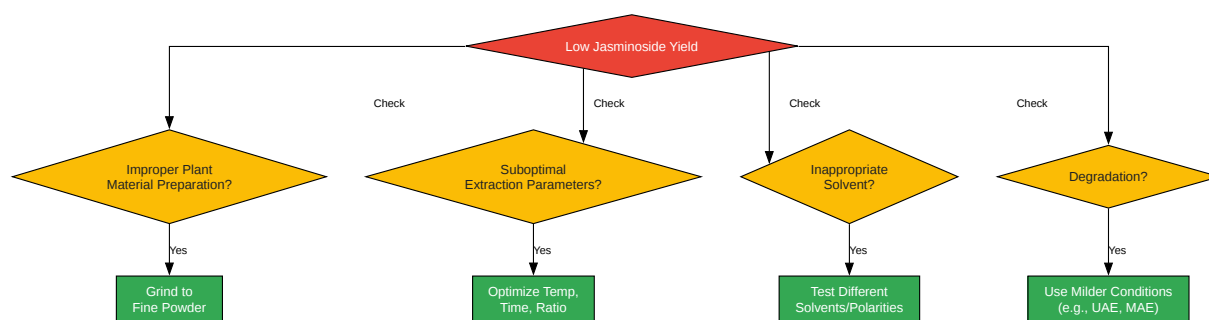 Low Jasminoside Yield
Check
Check
Check
Check
Improper Plant
Material Preparation?
Suboptimal
Extraction Parameters?
Inappropriate
Solvent?
Degradation?
Yes
Yes
Yes
Yes
Grind to
Fine Powder
Optimize Temp,
Time, Ratio
Test Different
Solvents/Polarities
Use Milder Conditions
(e.g., UAE, MAE)